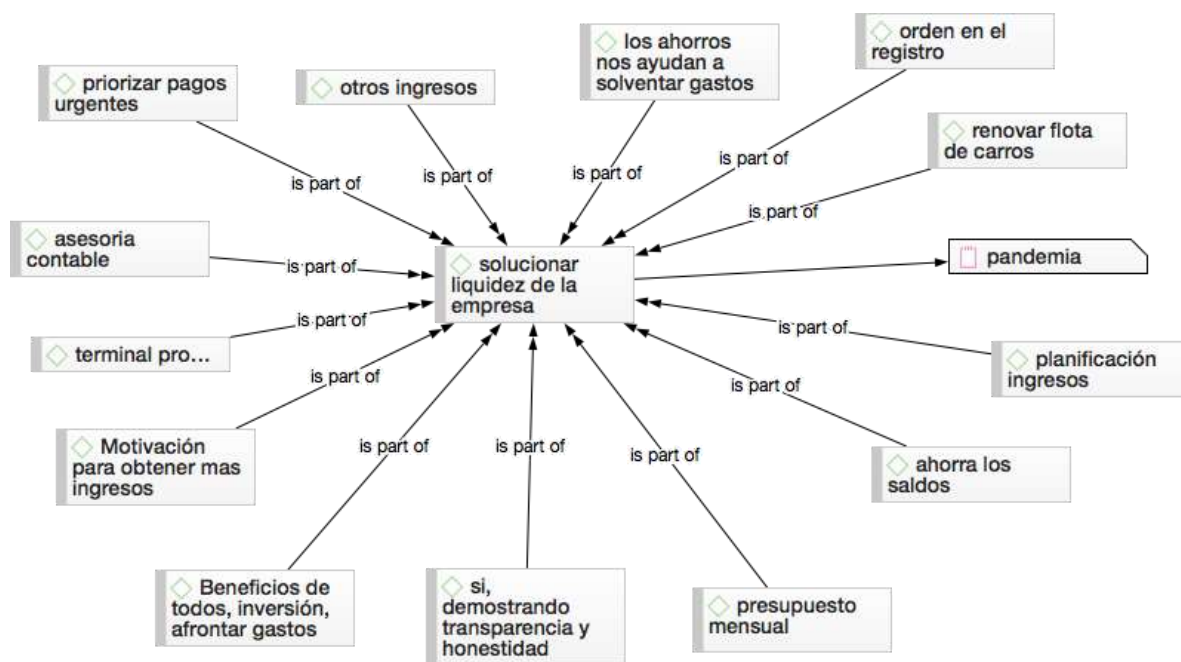 priorizar pagos
urgentes
otros ingresos
los ahorros
nos ayudan a
solventar gastos
orden en el
registro
renovar flota
de carros
is part of
is part of
is part of
is part of
is part of
asesoria
contable
is part of
solucionar
liquidez de la
empresa
pandemia
terminal pro...
is part of
is part of
planificación
ingresos
is part of
is part of
Motivación
para obtener mas
ingresos
is part of
is part of
is part of
ahorra los
saldos
Beneficios de
todos, inversión,
afrontar gastos
si,
demostrando
transparencia y
honestidad
presupuesto
mensual